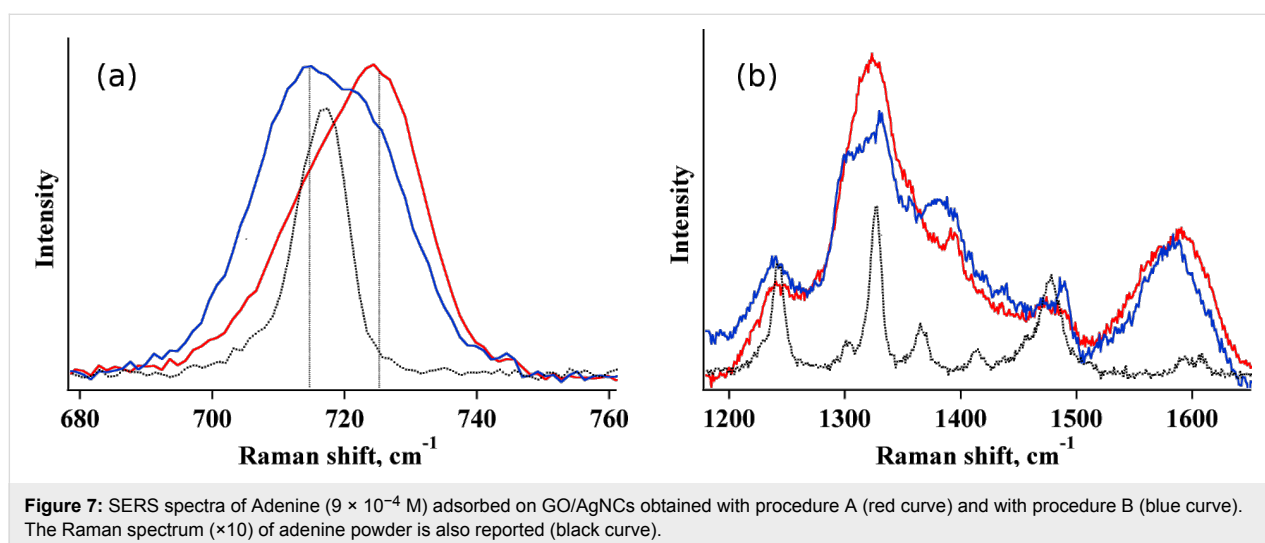 (a)
(b)
Intensity
Intensity
680 700 720 740 760
1200 1300 1400 1500 1600
Raman shift, cm⁻¹
Raman shift, cm⁻¹
Figure 7: SERS spectra of Adenine (9 × 10⁻⁴ M) adsorbed on GO/AgNCs obtained with procedure A (red curve) and with procedure B (blue curve).
The Raman spectrum (×10) of adenine powder is also reported (black curve).